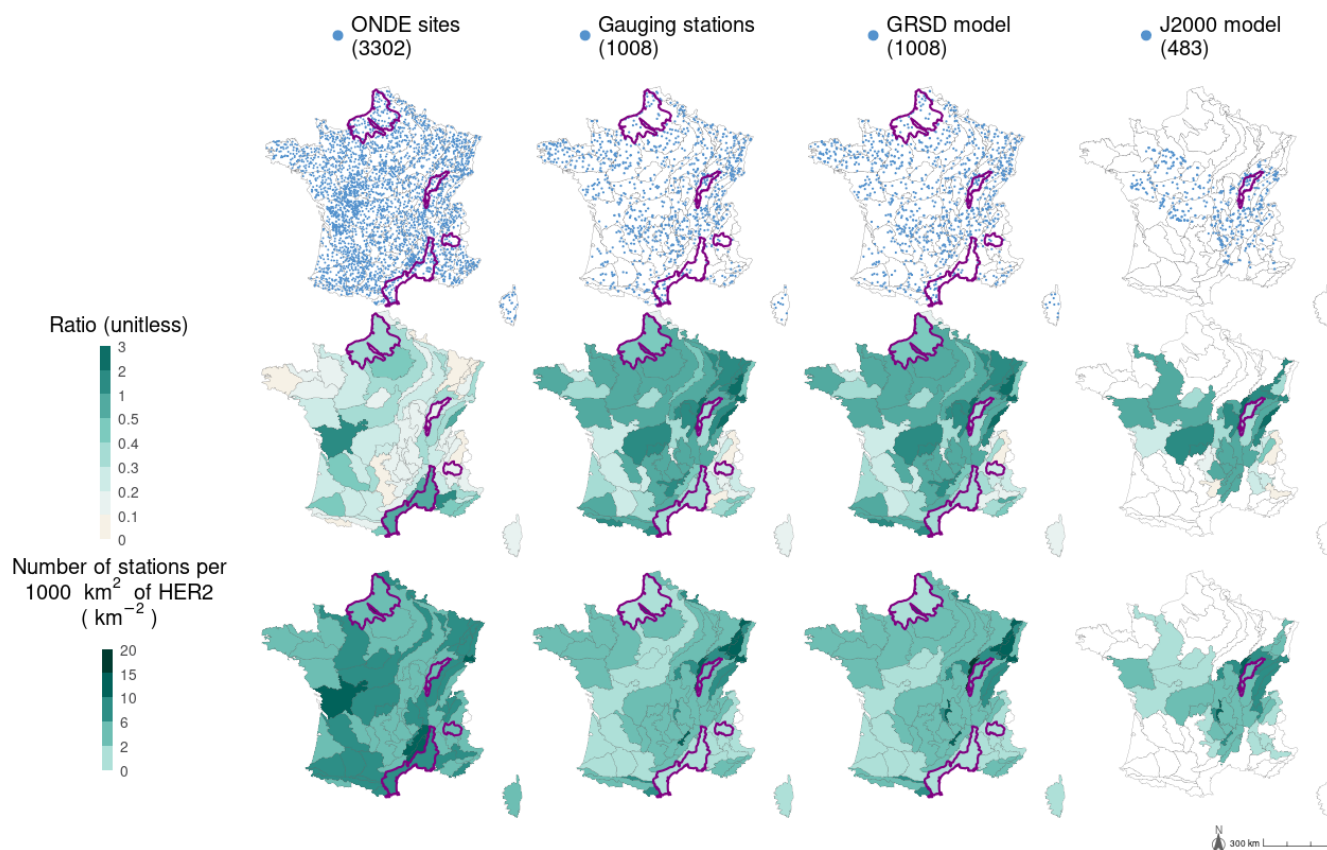 ONDE sites
(3302)
Gauging stations
(1008)
GRSD model
(1008)
J2000 model
(483)
Ratio (unitless)
3
2
1
0.5
0.4
0.3
0.2
0.1
0
Number of stations per
1000 km² of HER2
( km⁻² )
20
15
10
6
2
0
N
300 km